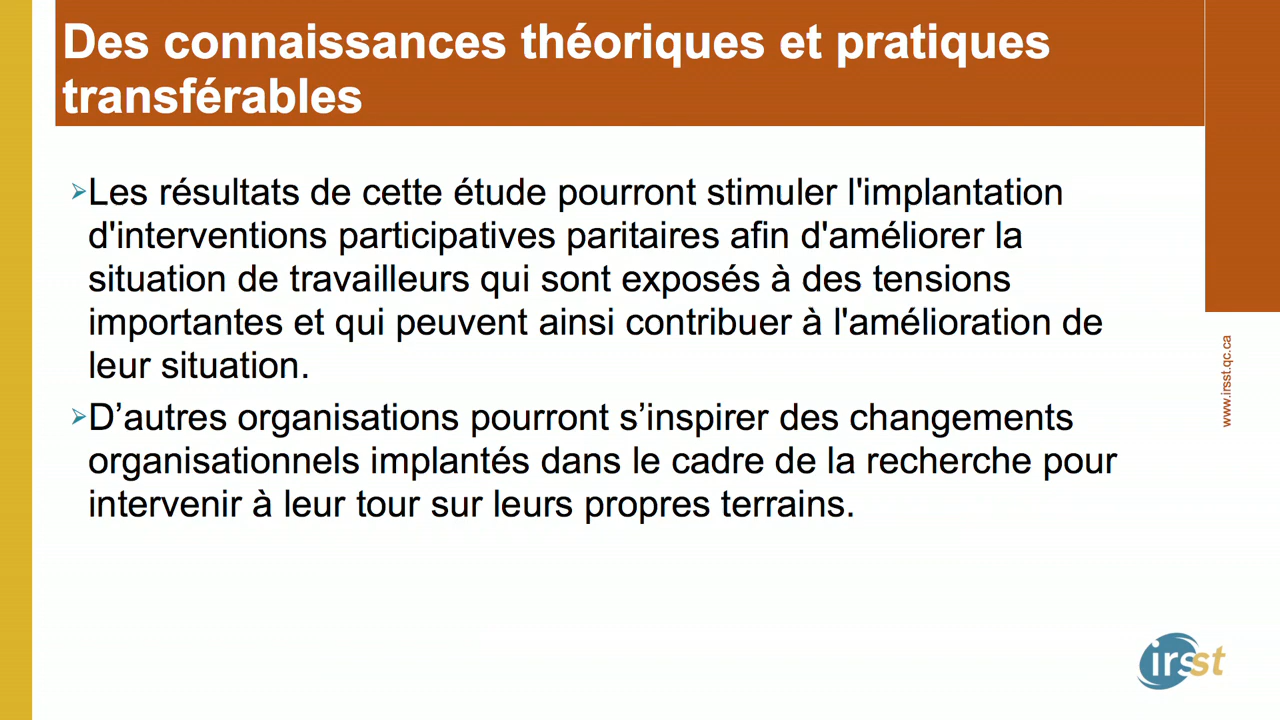 Des connaissances théoriques et pratiques
transférables
➢Les résultats de cette étude pourront stimuler l'implantation
d'interventions participatives paritaires afin d'améliorer la
situation de travailleurs qui sont exposés à des tensions
importantes et qui peuvent ainsi contribuer à l'amélioration de
leur situation.
➢D’autres organisations pourront s’inspirer des changements
organisationnels implantés dans le cadre de la recherche pour
intervenir à leur tour sur leurs propres terrains.
www.irsst.qc.ca
irsst